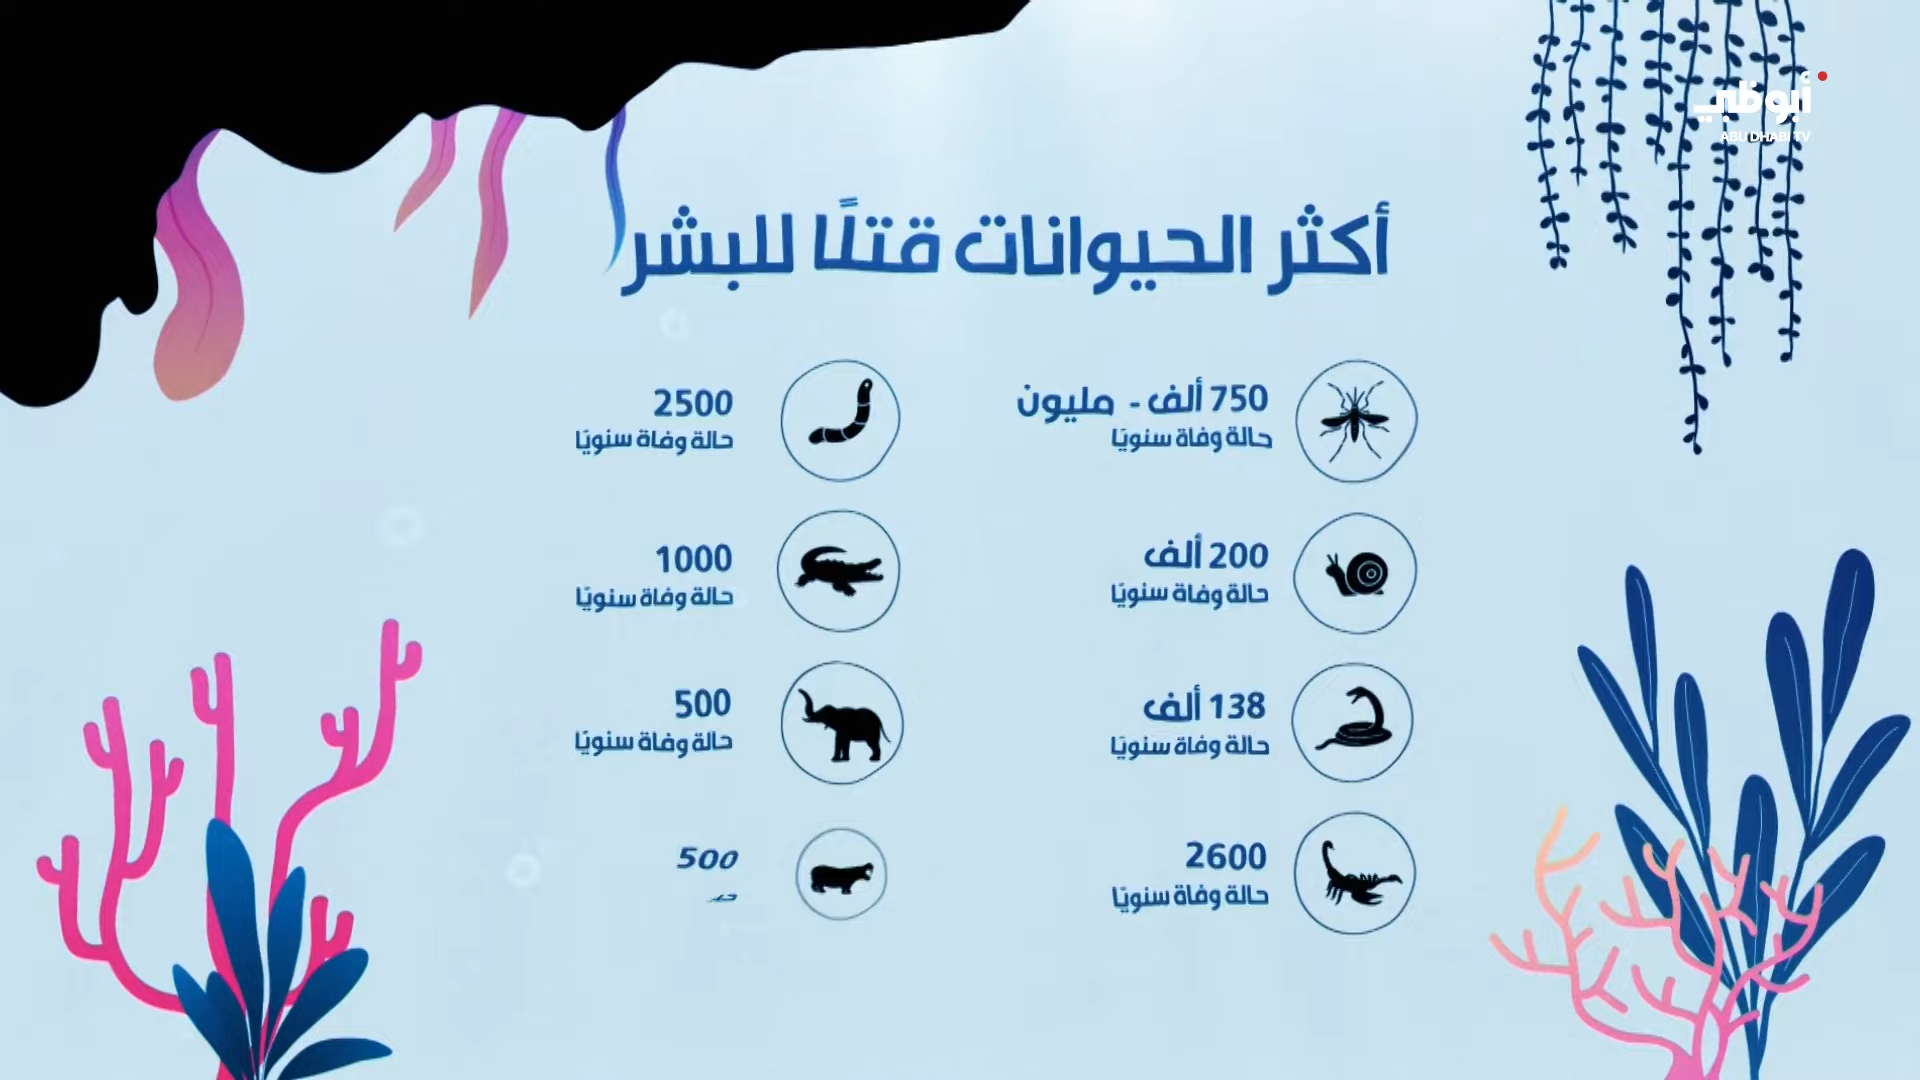 أبوظبي
ABU DHABI TV
أكثر الحيوانات قتلًا للبشر
750 ألف - مليون
حالة وفاة سنويًا
200 ألف
حالة وفاة سنويًا
138 ألف
حالة وفاة سنويًا
2600
حالة وفاة سنويًا
2500
حالة وفاة سنويًا
1000
حالة وفاة سنويًا
500
حالة وفاة سنويًا
500